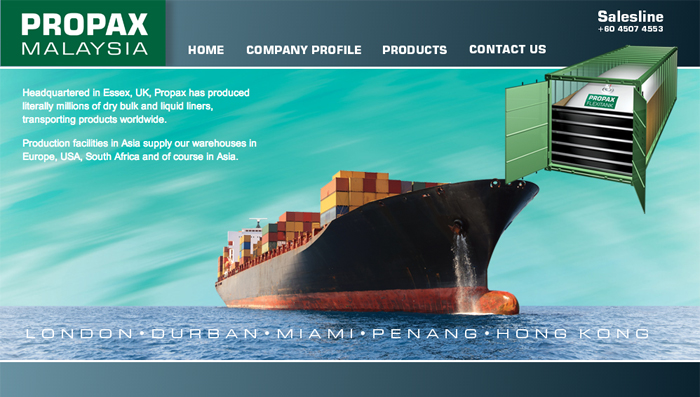 PROPAX
MALAYSIA
HOME COMPANY PROFILE PRODUCTS CONTACT US
Salesline
+60 4507 4553
Headquartered in Essex, UK, Propax has produced
literally millions of dry bulk and liquid liners,
transporting products worldwide.
Production facilities in Asia supply our warehouses in
Europe, USA, South Africa and of course in Asia.
PROPAX
FLEXITANK
LONDON • DURBAN • MIAMI • PENANG • HONG KONG